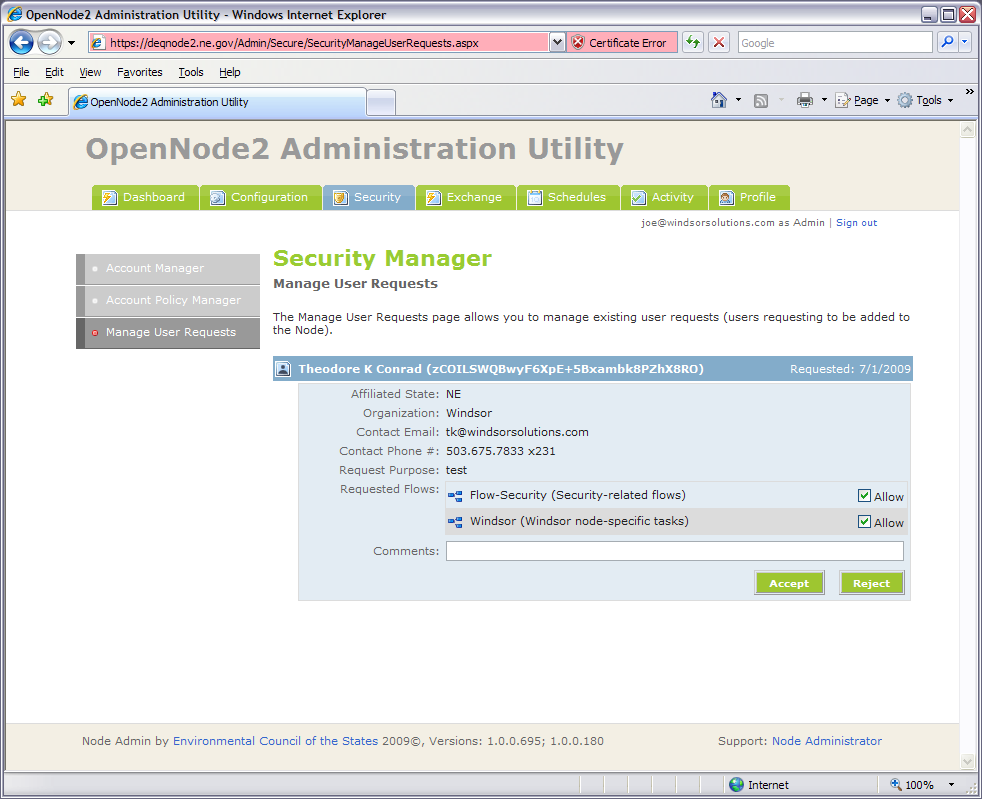 OpenNode2 Administration Utility - Windows Internet Explorer
https://deqnode2.ne.gov/Admin/Secure/SecurityManageUserRequests.aspx Certificate Error Google
File Edit View Favorites Tools Help
OpenNode2 Administration Utility Page Tools »
OpenNode2 Administration Utility
Dashboard Configuration Security Exchange Schedules Activity Profile
joe@windsorsolutions.com as Admin | Sign out
Account Manager
Account Policy Manager
Manage User Requests
Security Manager
Manage User Requests
The Manage User Requests page allows you to manage existing user requests (users requesting to be added to
the Node).
Theodore K Conrad (zCOILSWQBwyF6XpE+5Bxambk8PZhX8RO) Requested: 7/1/2009
Affiliated State: NE
Organization: Windsor
Contact Email: tk@windsorsolutions.com
Contact Phone #: 503.675.7833 x231
Request Purpose: test
Requested Flows: Flow-Security (Security-related flows) Allow
Windsor (Windsor node-specific tasks) Allow
Comments:
Accept Reject
Node Admin by Environmental Council of the States 2009©, Versions: 1.0.0.695; 1.0.0.180 Support: Node Administrator
Internet 100%